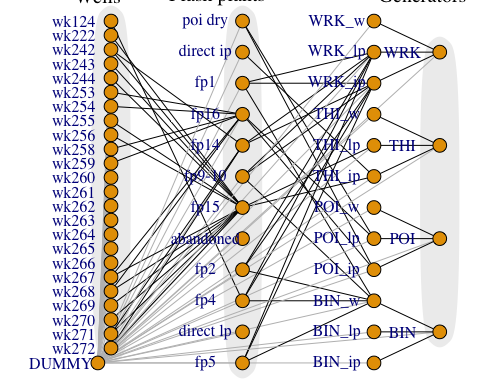 Wells Flash plants Generators
wk124
wk222
wk242
wk243
wk244
wk253
wk254
wk255
wk256
wk258
wk259
wk260
wk261
wk262
wk263
wk264
wk265
wk266
wk267
wk268
wk269
wk270
wk271
wk272
DUMMY
poi dry
direct ip
fp1
fp16
fp14
fp9-10
fp15
abandoned
fp2
fp4
direct lp
fp5
WRK_w
WRK_lp
WRK_ip
THI_w
THI_lp
THI_ip
POI_w
POI_lp
POI_ip
BIN_w
BIN_lp
BIN_ip
WRK
THI
POI
BIN